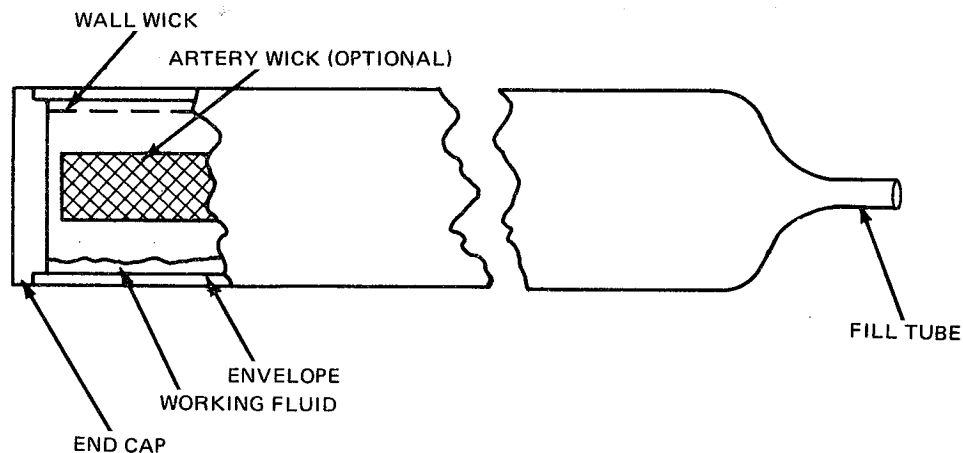 WALL WICK
ARTERY WICK (OPTIONAL)
FILL TUBE
ENVELOPE
WORKING FLUID
END CAP